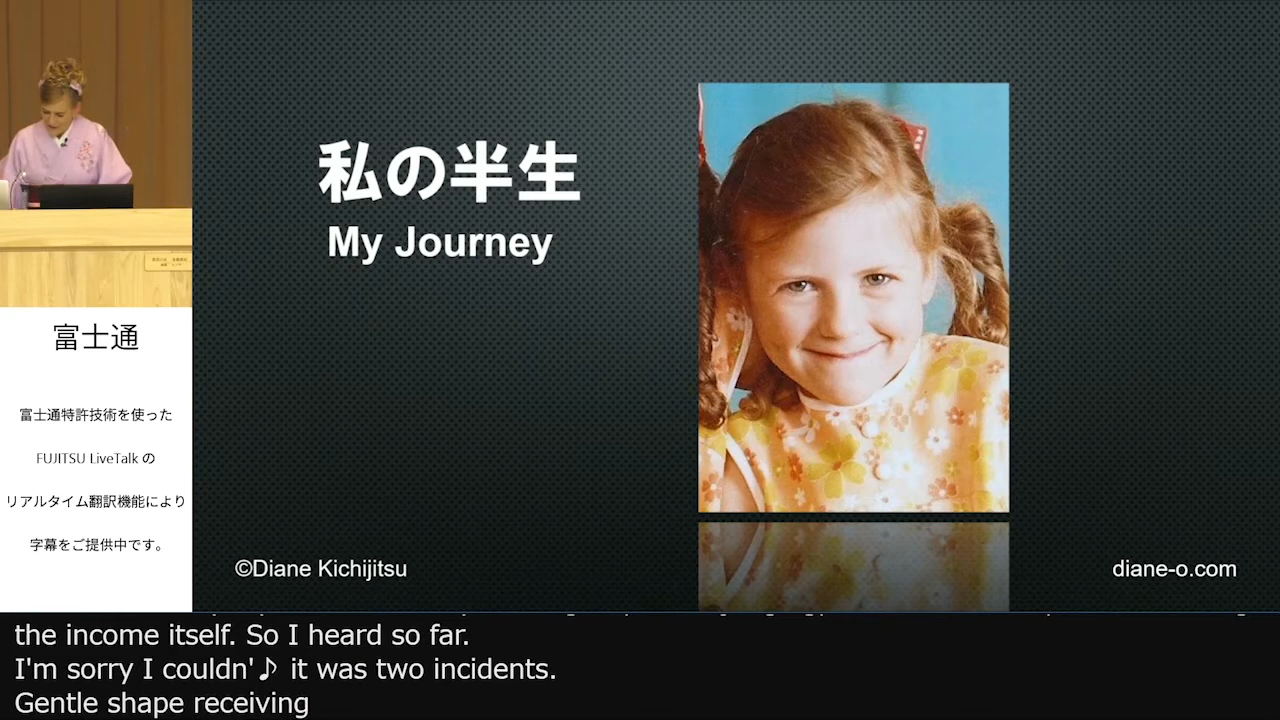 私の半生
My Journey
©Diane Kichijitsu
diane-o.com
富士通
富士通特許技術を使った
FUJITSU LiveTalk の
リアルタイム翻訳機能により
字幕をご提供中です。
the income itself. So I heard so far.
I'm sorry I couldn'♪ it was two incidents.
Gentle shape receiving